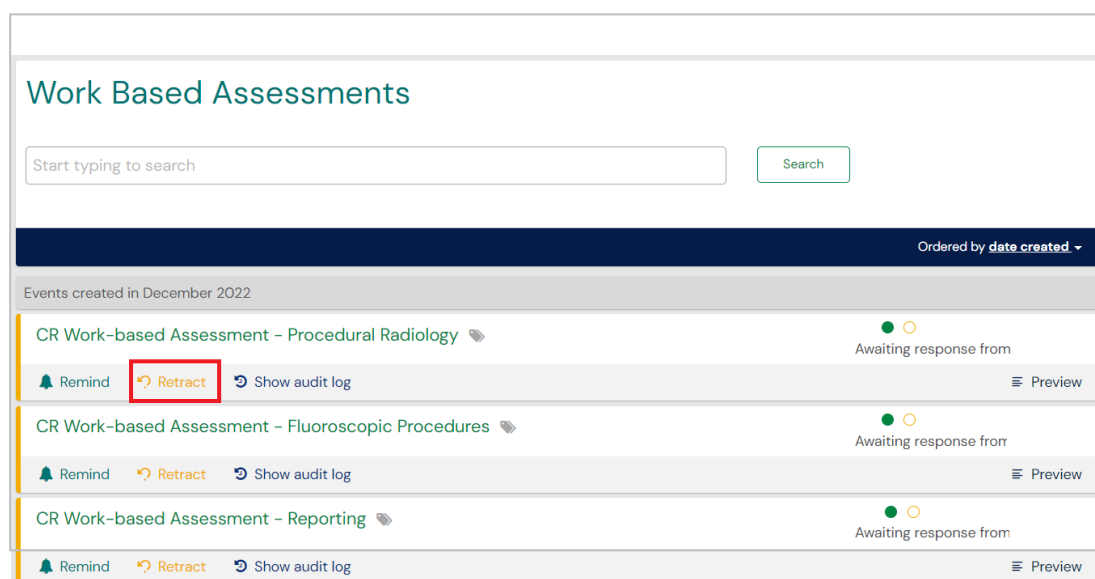 Work Based Assessments
Start typing to search
Search
Ordered by date created
Events created in December 2022
CR Work-based Assessment - Procedural Radiology
Awaiting response from
Remind Retract Show audit log Preview
CR Work-based Assessment - Fluoroscopic Procedures
Awaiting response from
Remind Retract Show audit log Preview
CR Work-based Assessment - Reporting
Awaiting response from
Remind Retract Show audit log Preview